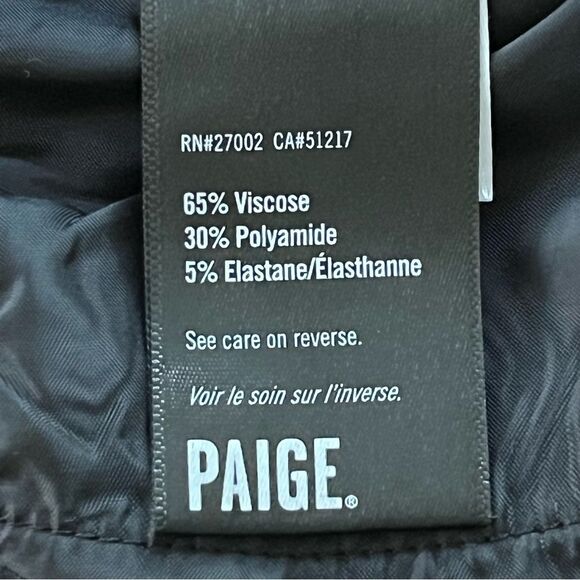 RN#27002 CA#51217
65% Viscose
30% Polyamide
5% Elastane/Élasthanne
See care on reverse.
Voir le soin sur l'inverse.
PAIGE®